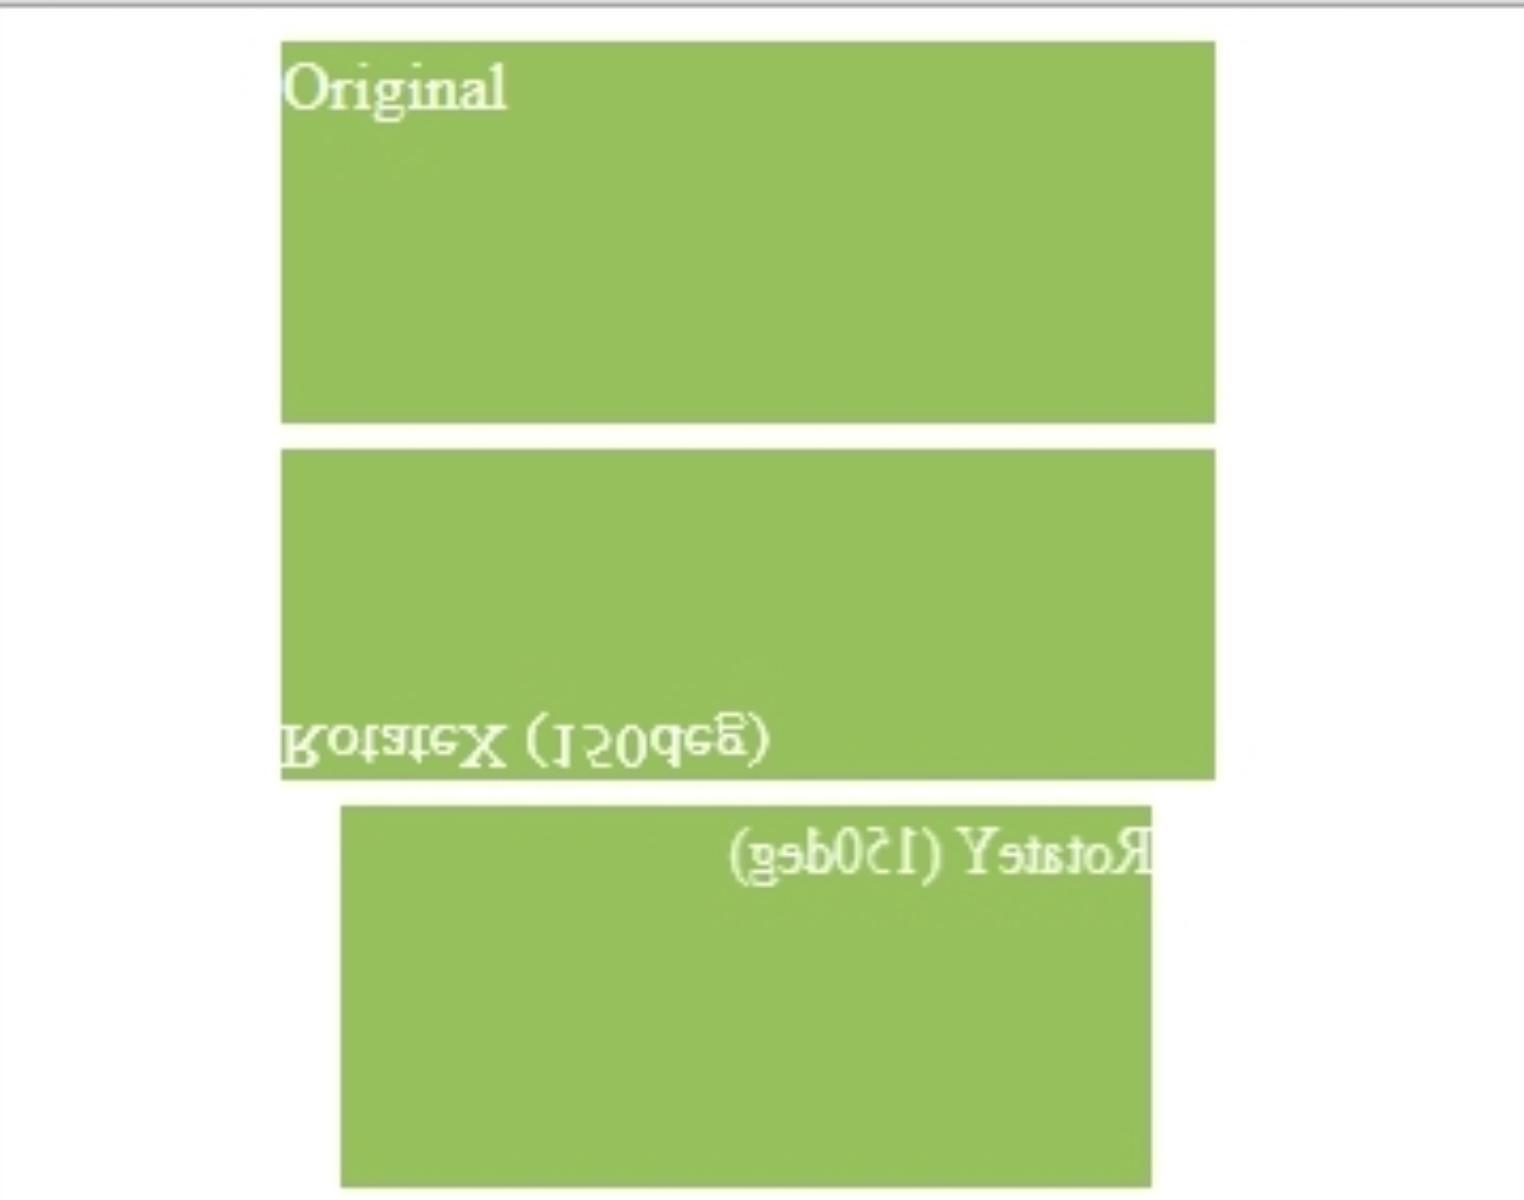 Original
RotateX (150deg)
RotateY (150deg)